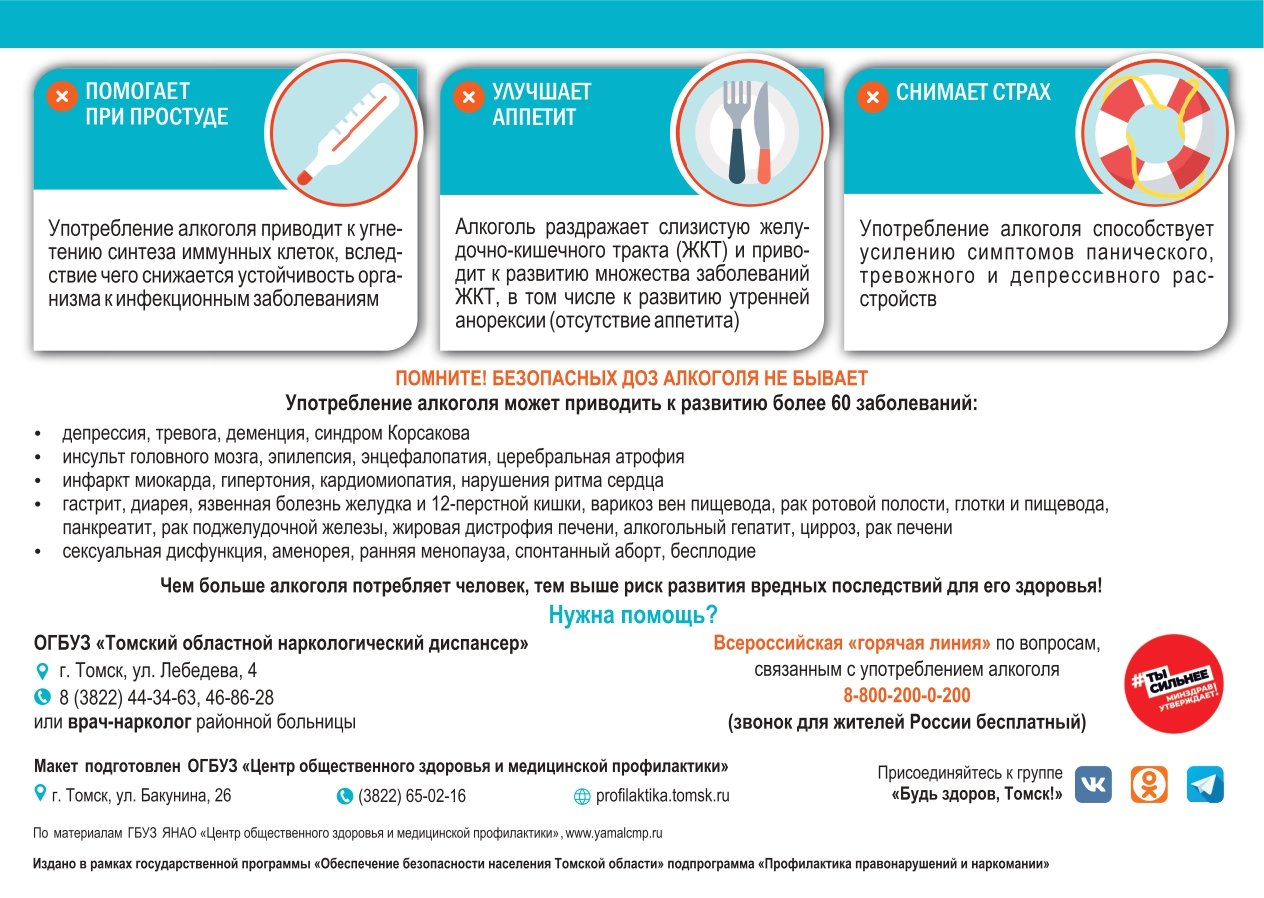 ПОМОГАЕТ
ПРИ ПРОСТУДЕ
Употребление алкоголя приводит к угне-
тению синтеза иммунных клеток, вслед-
ствие чего снижается устойчивость орга-
низма к инфекционным заболеваниям
УЛУЧШАЕТ
АППЕТИТ
Алкоголь раздражает слизистую желу-
дочно-кишечного тракта (ЖКТ) и приво-
дит к развитию множества заболеваний
ЖКТ, в том числе к развитию утренней
анорексии (отсутствие аппетита)
СНИМАЕТ СТРАХ
Употребление алкоголя способствует
усилению симптомов панического,
тревожного и депрессивного рас-
стройств
ПОМНИТЕ! БЕЗОПАСНЫХ ДОЗ АЛКОГОЛЯ НЕ БЫВАЕТ
Употребление алкоголя может приводить к развитию более 60 заболеваний:
• депрессия, тревога, деменция, синдром Корсакова
• инсульт головного мозга, эпилепсия, энцефалопатия, церебральная атрофия
• инфаркт миокарда, гипертония, кардиомиопатия, нарушения ритма сердца
• гастрит, диарея, язвенная болезнь желудка и 12-перстной кишки, варикоз вен пищевода, рак ротовой полости, глотки и пищевода,
панкреатит, рак поджелудочной железы, жировая дистрофия печени, алкогольный гепатит, цирроз, рак печени
• сексуальная дисфункция, аменорея, ранняя менопауза, спонтанный аборт, бесплодие
Чем больше алкоголя потребляет человек, тем выше риск развития вредных последствий для его здоровья!
Нужна помощь?
ОГБУЗ «Томский областной наркологический диспансер»
г. Томск, ул. Лебедева, 4
8 (3822) 44-34-63, 46-86-28
или врач-нарколог районной больницы
Всероссийская «горячая линия» по вопросам,
связанным с употреблением алкоголя
8-800-200-0-200
(звонок для жителей России бесплатный)
#ТЫ
СИЛЬНЕЕ
МИНЗДРАВ
УТВЕРЖДАЕТ!
Макет подготовлен ОГБУЗ «Центр общественного здоровья и медицинской профилактики»
г. Томск, ул. Бакунина, 26
(3822) 65-02-16
profilaktika.tomsk.ru
Присоединяйтесь к группе
«Будь здоров, Томск!»
По материалам ГБУЗ ЯНАО «Центр общественного здоровья и медицинской профилактики», www.yamalcmp.ru
Издано в рамках государственной программы «Обеспечение безопасности населения Томской области» подпрограмма «Профилактика правонарушений и наркомании»